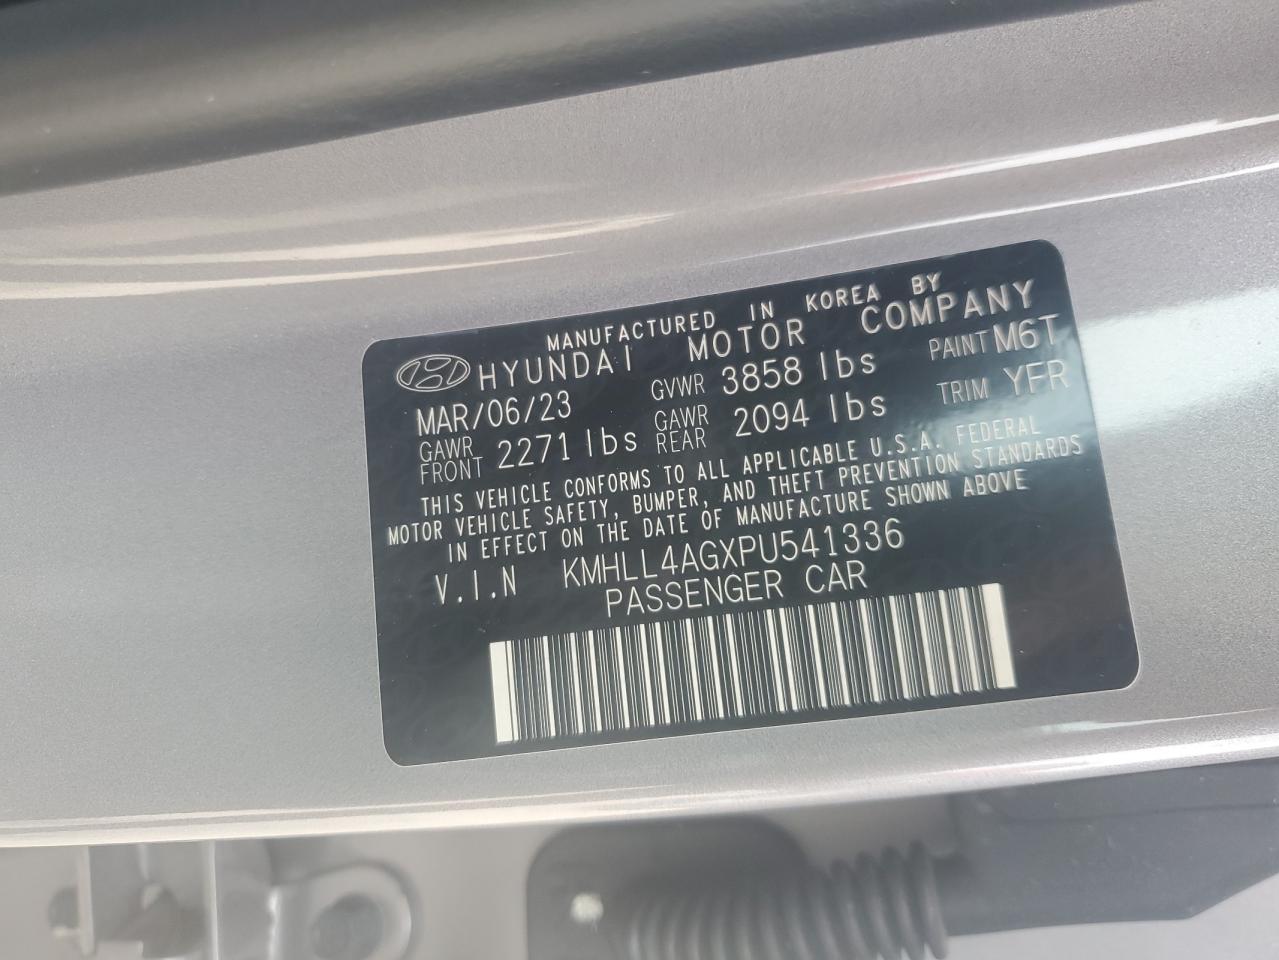 MANUFACTURED IN KOREA BY
HYUNDAI MOTOR COMPANY
MAR/06/23 GVWR 3858 lbs PAINT M6T
GAWR FRONT 2271 lbs GAWR REAR 2094 lbs TRIM YFR
THIS VEHICLE CONFORMS TO ALL APPLICABLE U.S.A. FEDERAL
MOTOR VEHICLE SAFETY, BUMPER, AND THEFT PREVENTION STANDARDS
IN EFFECT ON THE DATE OF MANUFACTURE SHOWN ABOVE
V.I.N KMHLL4AGXPU541336
PASSENGER CAR